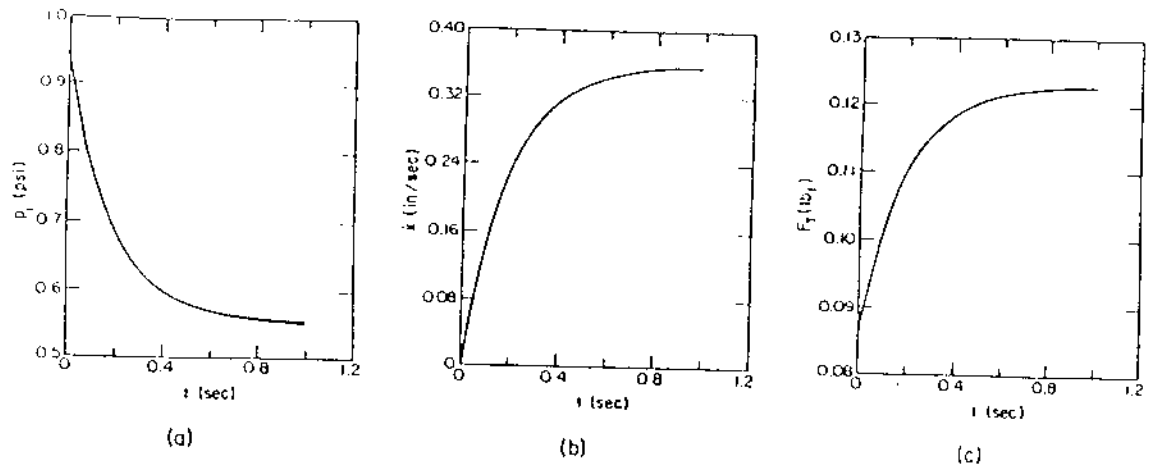 1.0
0.9
0.8
0.7
0.6
0.5
p₁ (psi)
0 0.4 0.8 1.2
t (sec)
(a)
0.40
0.32
0.24
0.16
0.08
0
ẋ (in/sec)
0 0.4 0.8 1.2
t (sec)
(b)
0.13
0.12
0.11
0.10
0.09
0.08
(lb_f)
0 0.4 0.8 1.2
t (sec)
(c)